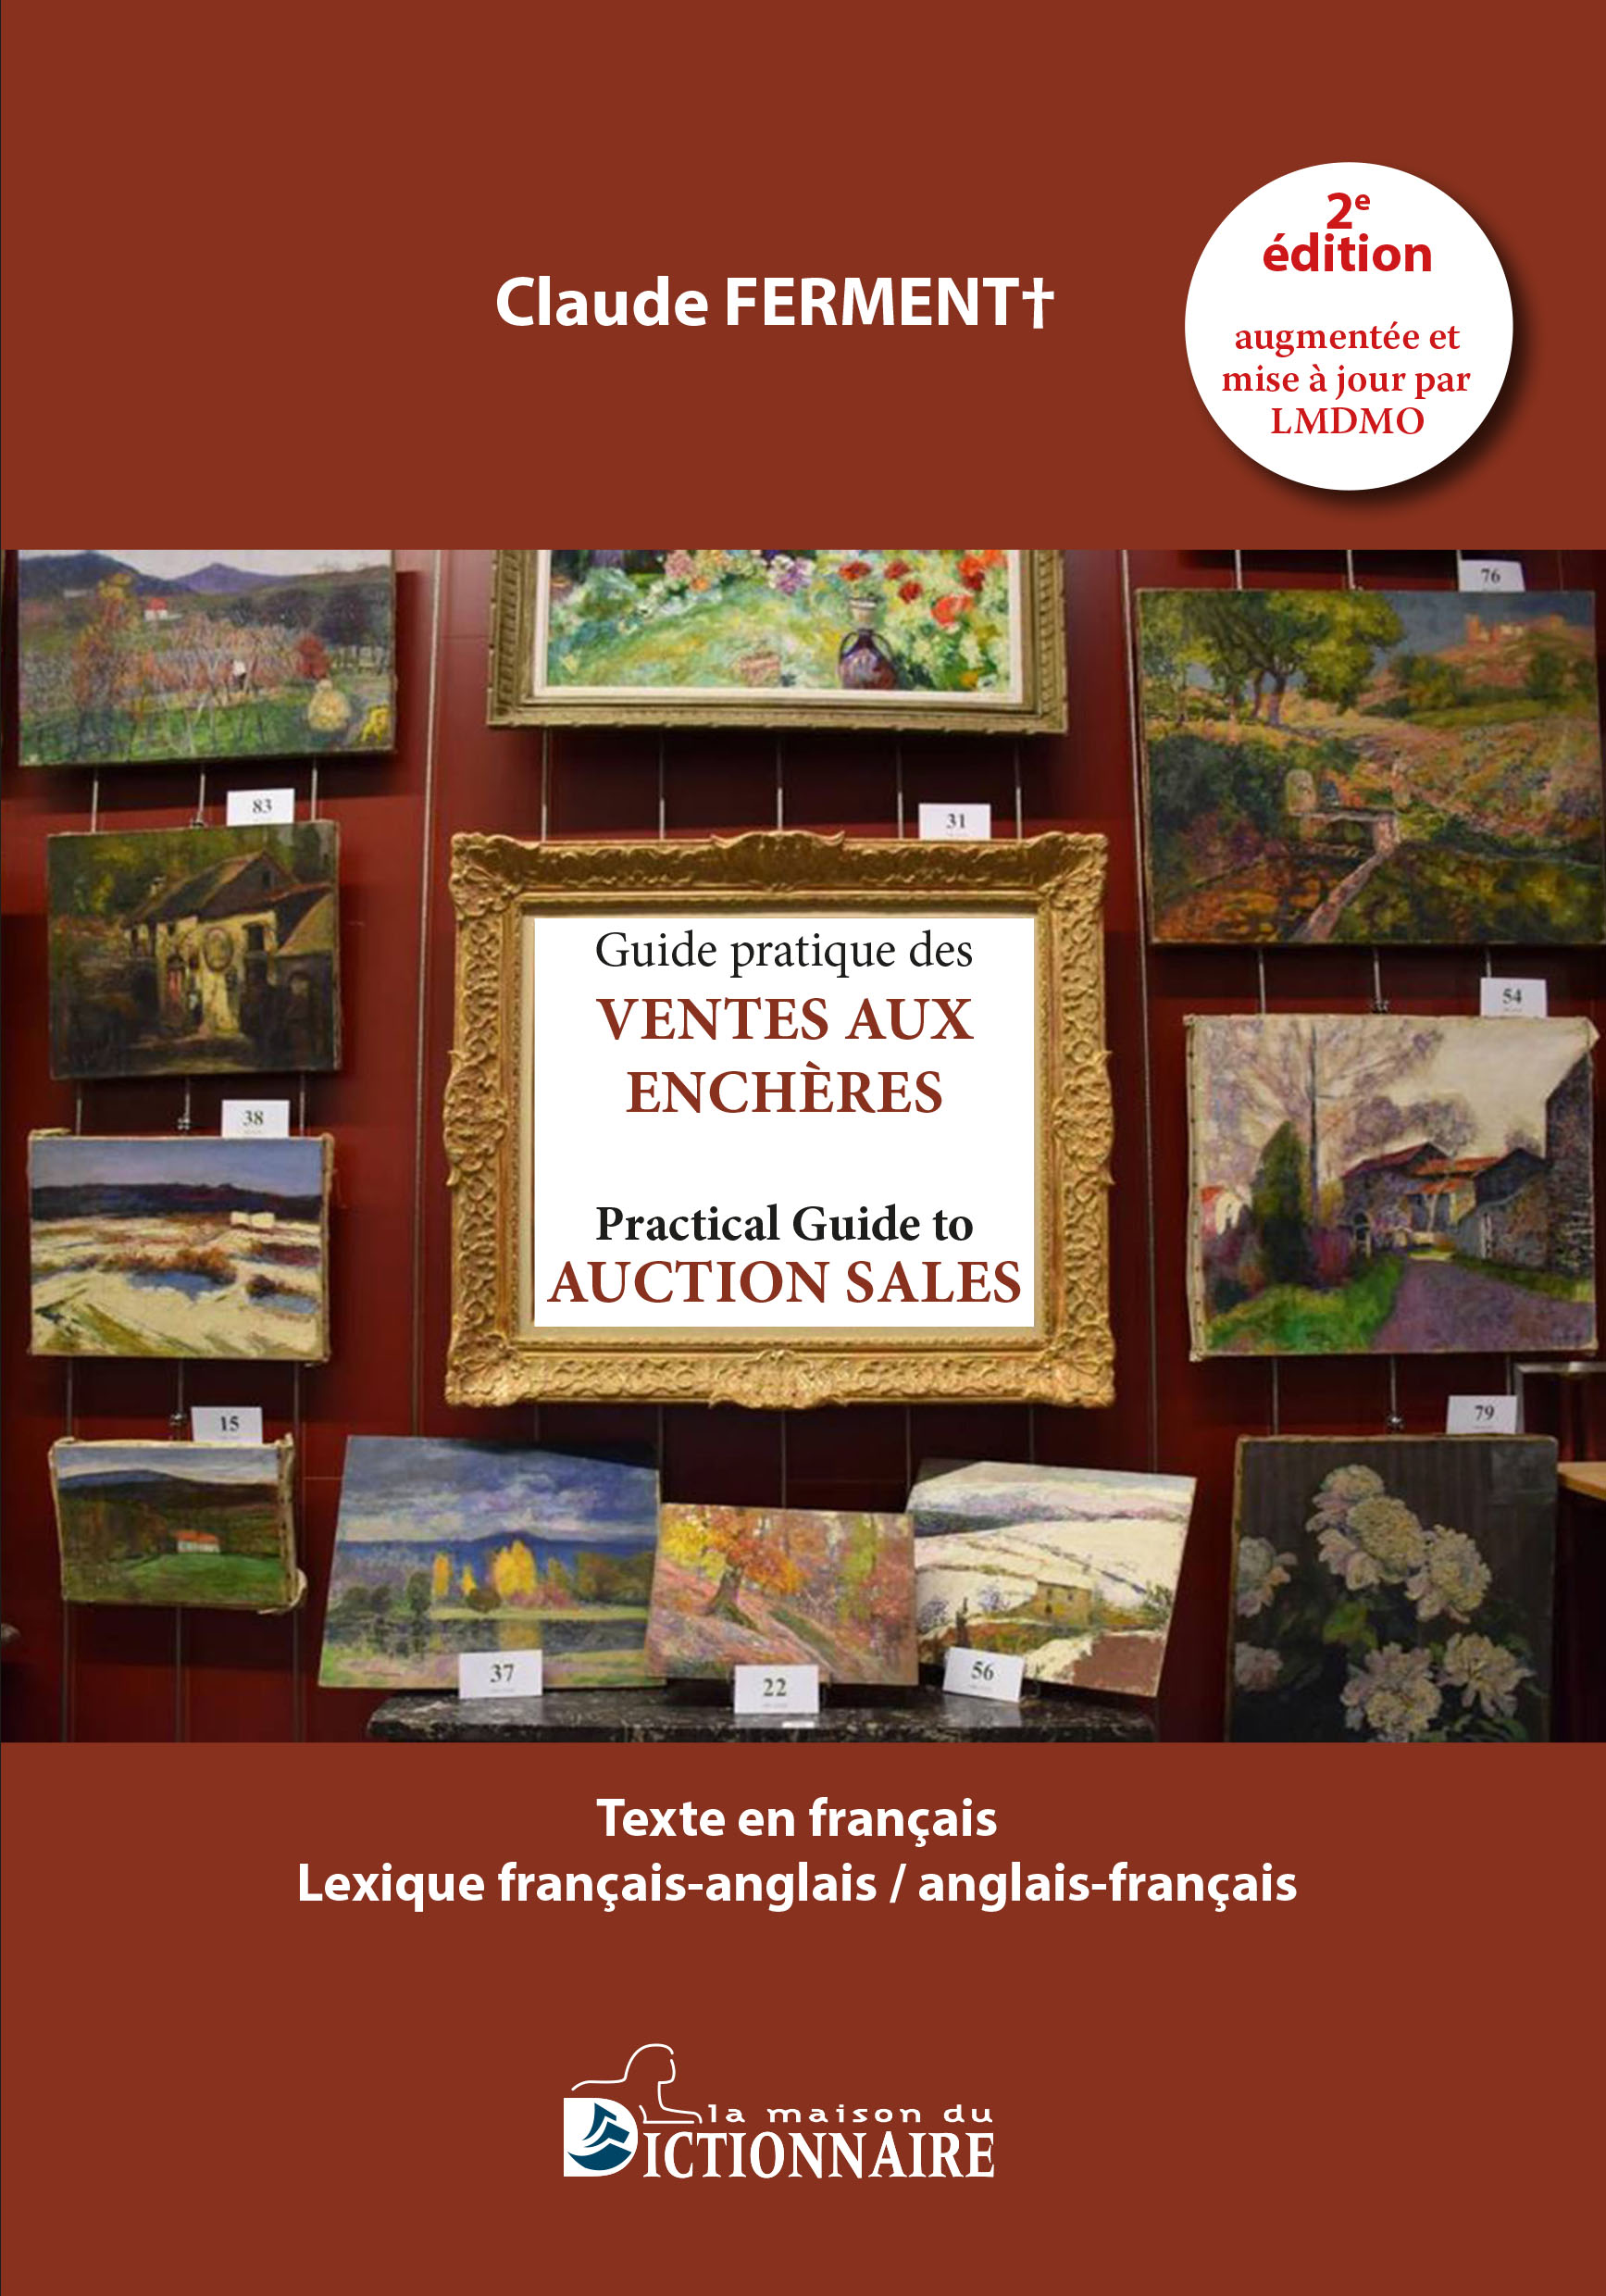 Claude FERMENT†
2e
édition
augmentée et
mise à jour par
LMDMO
76
83
31
54
38
15
79
37
22
56
Guide pratique des
VENTES AUX
ENCHÈRES
Practical Guide to
AUCTION SALES
Texte en français
Lexique français-anglais / anglais-français
la maison du
DICTIONNAIRE